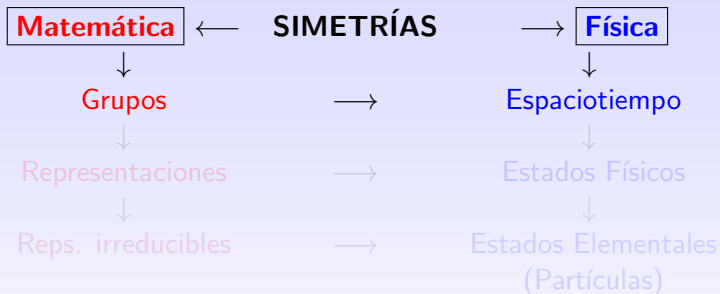 Matemática ← SIMETRÍAS → Física
↓ ↓
Grupos → Espaciotiempo
↓ ↓
Representaciones → Estados Físicos
↓ ↓
Reps. irreducibles → Estados Elementales
(Partículas)